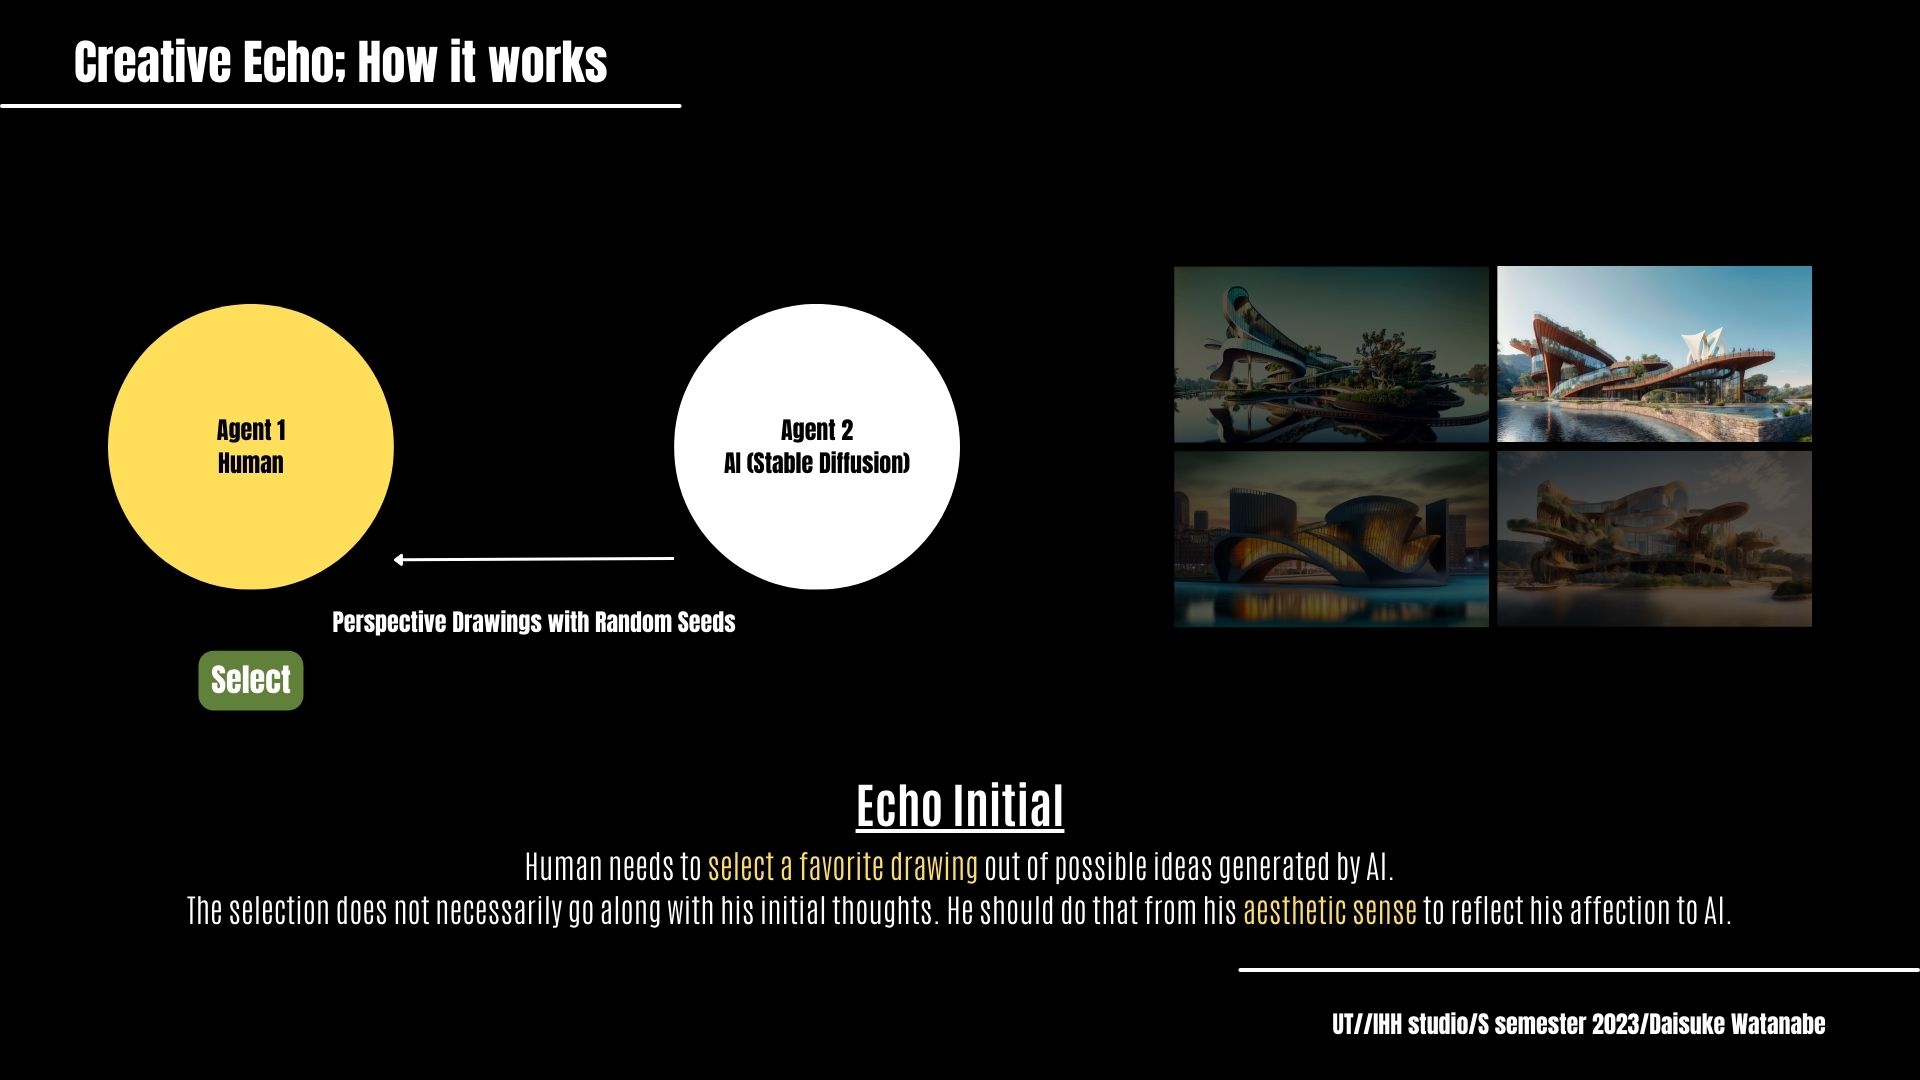 Creative Echo; How it works
Agent 1
Human
Agent 2
AI (Stable Diffusion)
Perspective Drawings with Random Seeds
Select
Echo Initial
Human needs to select a favorite drawing out of possible ideas generated by AI.
The selection does not necessarily go along with his initial thoughts. He should do that from his aesthetic sense to reflect his affection to AI.
UT//IHH studio/S semester 2023/Daisuke Watanabe